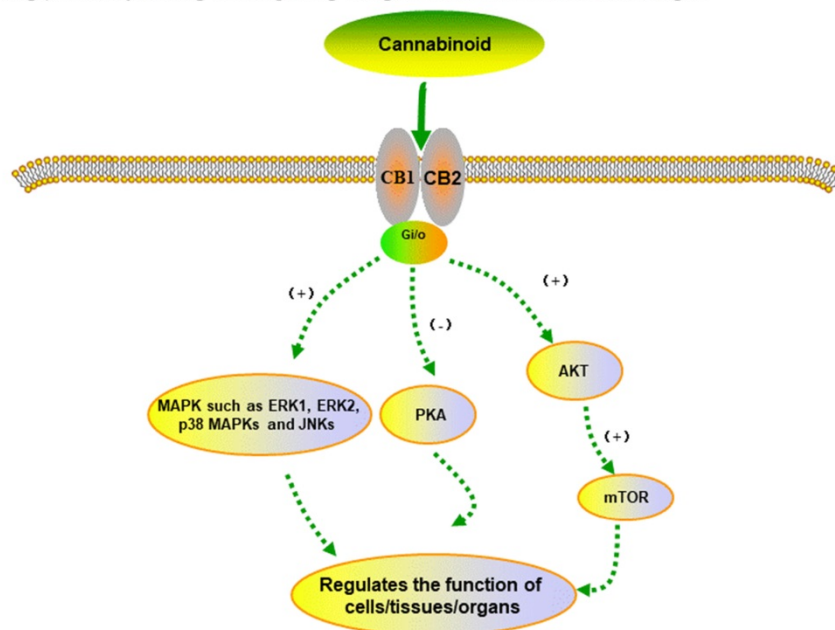 Cannabinoid
CB1
CB2
Gi/o
(+)
(-)
(+)
AKT
MAPK such as ERK1, ERK2,
p38 MAPKs and JNKs
PKA
(+)
mTOR
Regulates the function of
cells/tissues/organs